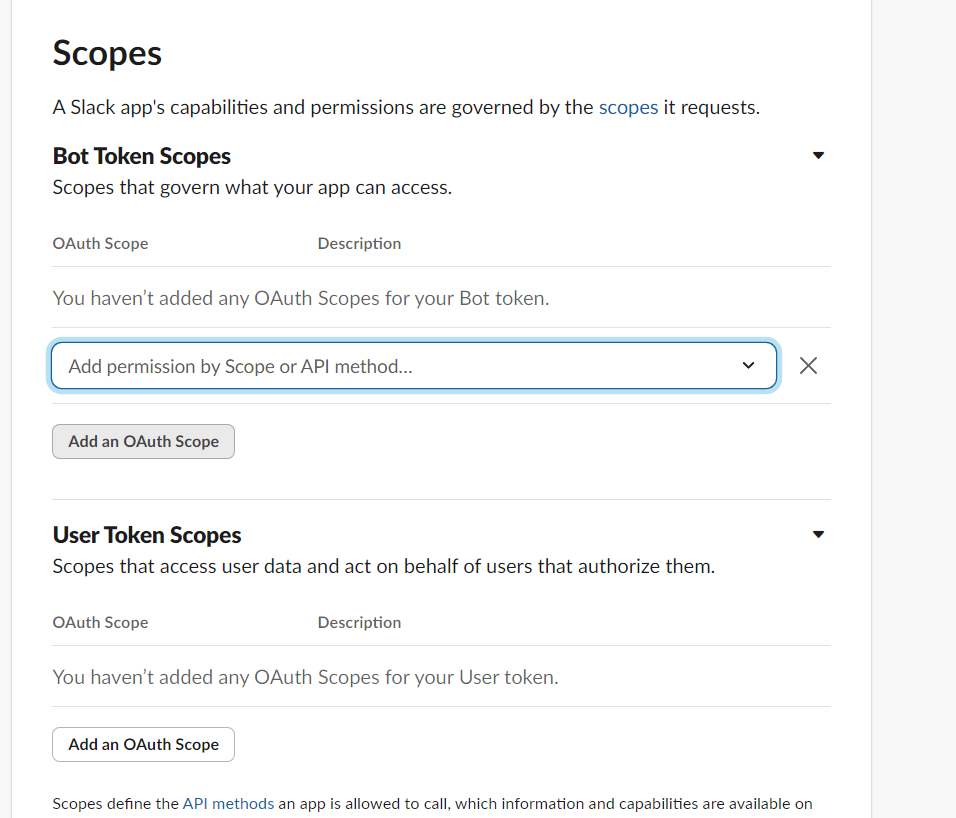 Scopes
A Slack app's capabilities and permissions are governed by the scopes it requests.
Bot Token Scopes
Scopes that govern what your app can access.
OAuth Scope Description
You haven’t added any OAuth Scopes for your Bot token.
Add permission by Scope or API method...
Add an OAuth Scope
User Token Scopes
Scopes that access user data and act on behalf of users that authorize them.
OAuth Scope Description
You haven’t added any OAuth Scopes for your User token.
Add an OAuth Scope
Scopes define the API methods an app is allowed to call, which information and capabilities are available on